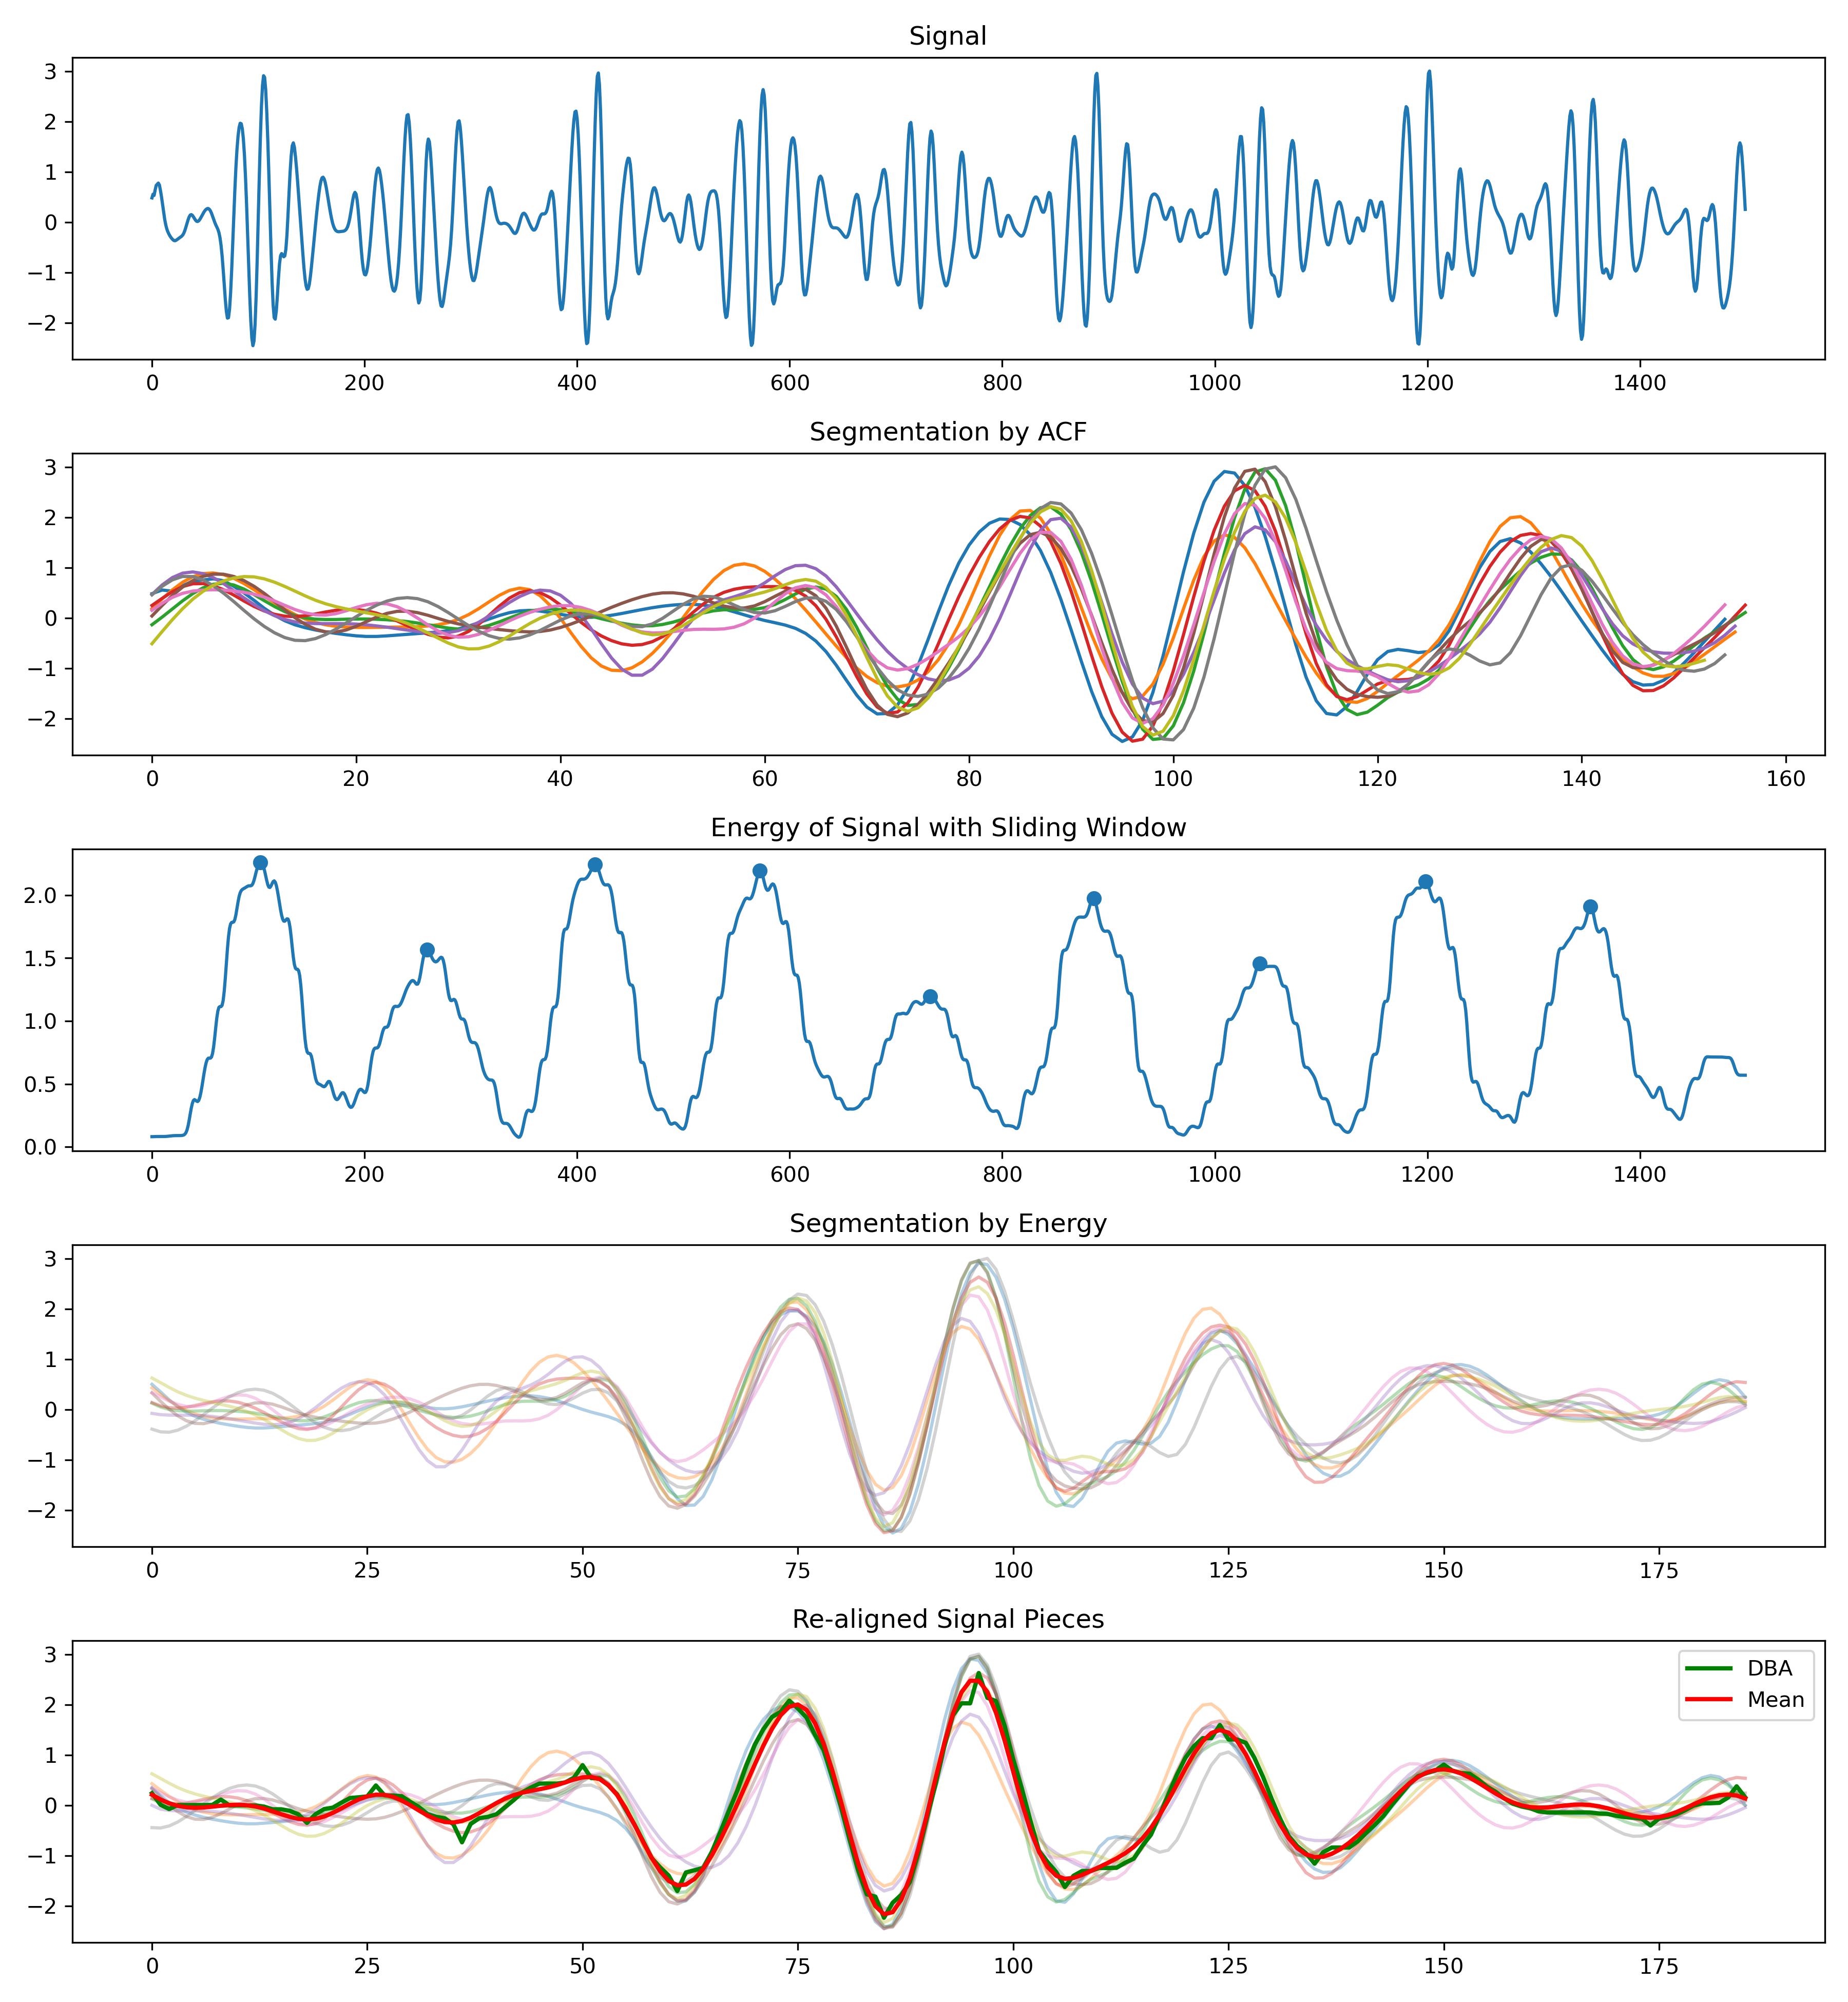 Signal
3
2
1
0
−1
−2
0 200 400 600 800 1000 1200 1400
Segmentation by ACF
3
2
1
0
−1
−2
0 20 40 60 80 100 120 140 160
Energy of Signal with Sliding Window
2.0
1.5
1.0
0.5
0.0
0 200 400 600 800 1000 1200 1400
Segmentation by Energy
3
2
1
0
−1
−2
0 25 50 75 100 125 150 175
Re-aligned Signal Pieces
3
2
1
0
−1
−2
DBA
Mean
0 25 50 75 100 125 150 175